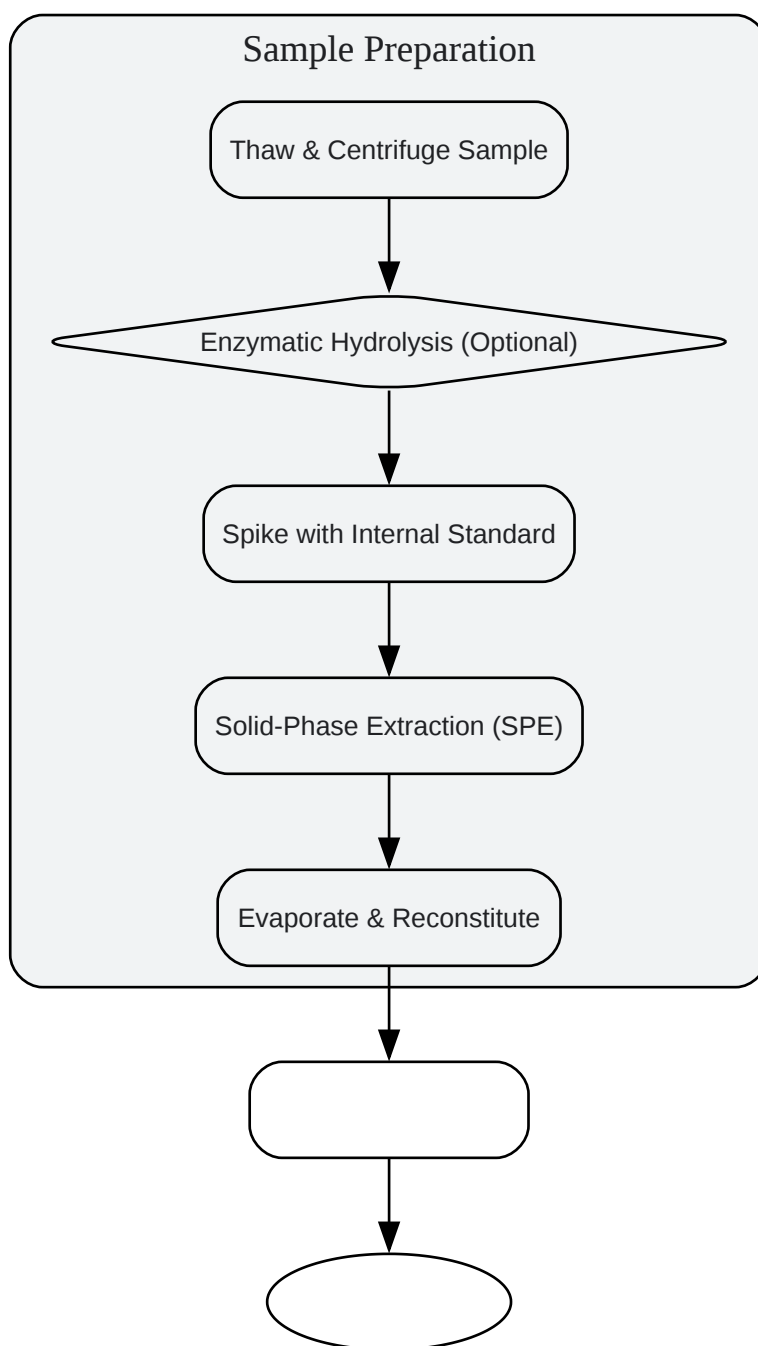 Sample Preparation
Thaw & Centrifuge Sample
Enzymatic Hydrolysis (Optional)
Spike with Internal Standard
Solid-Phase Extraction (SPE)
Evaporate & Reconstitute